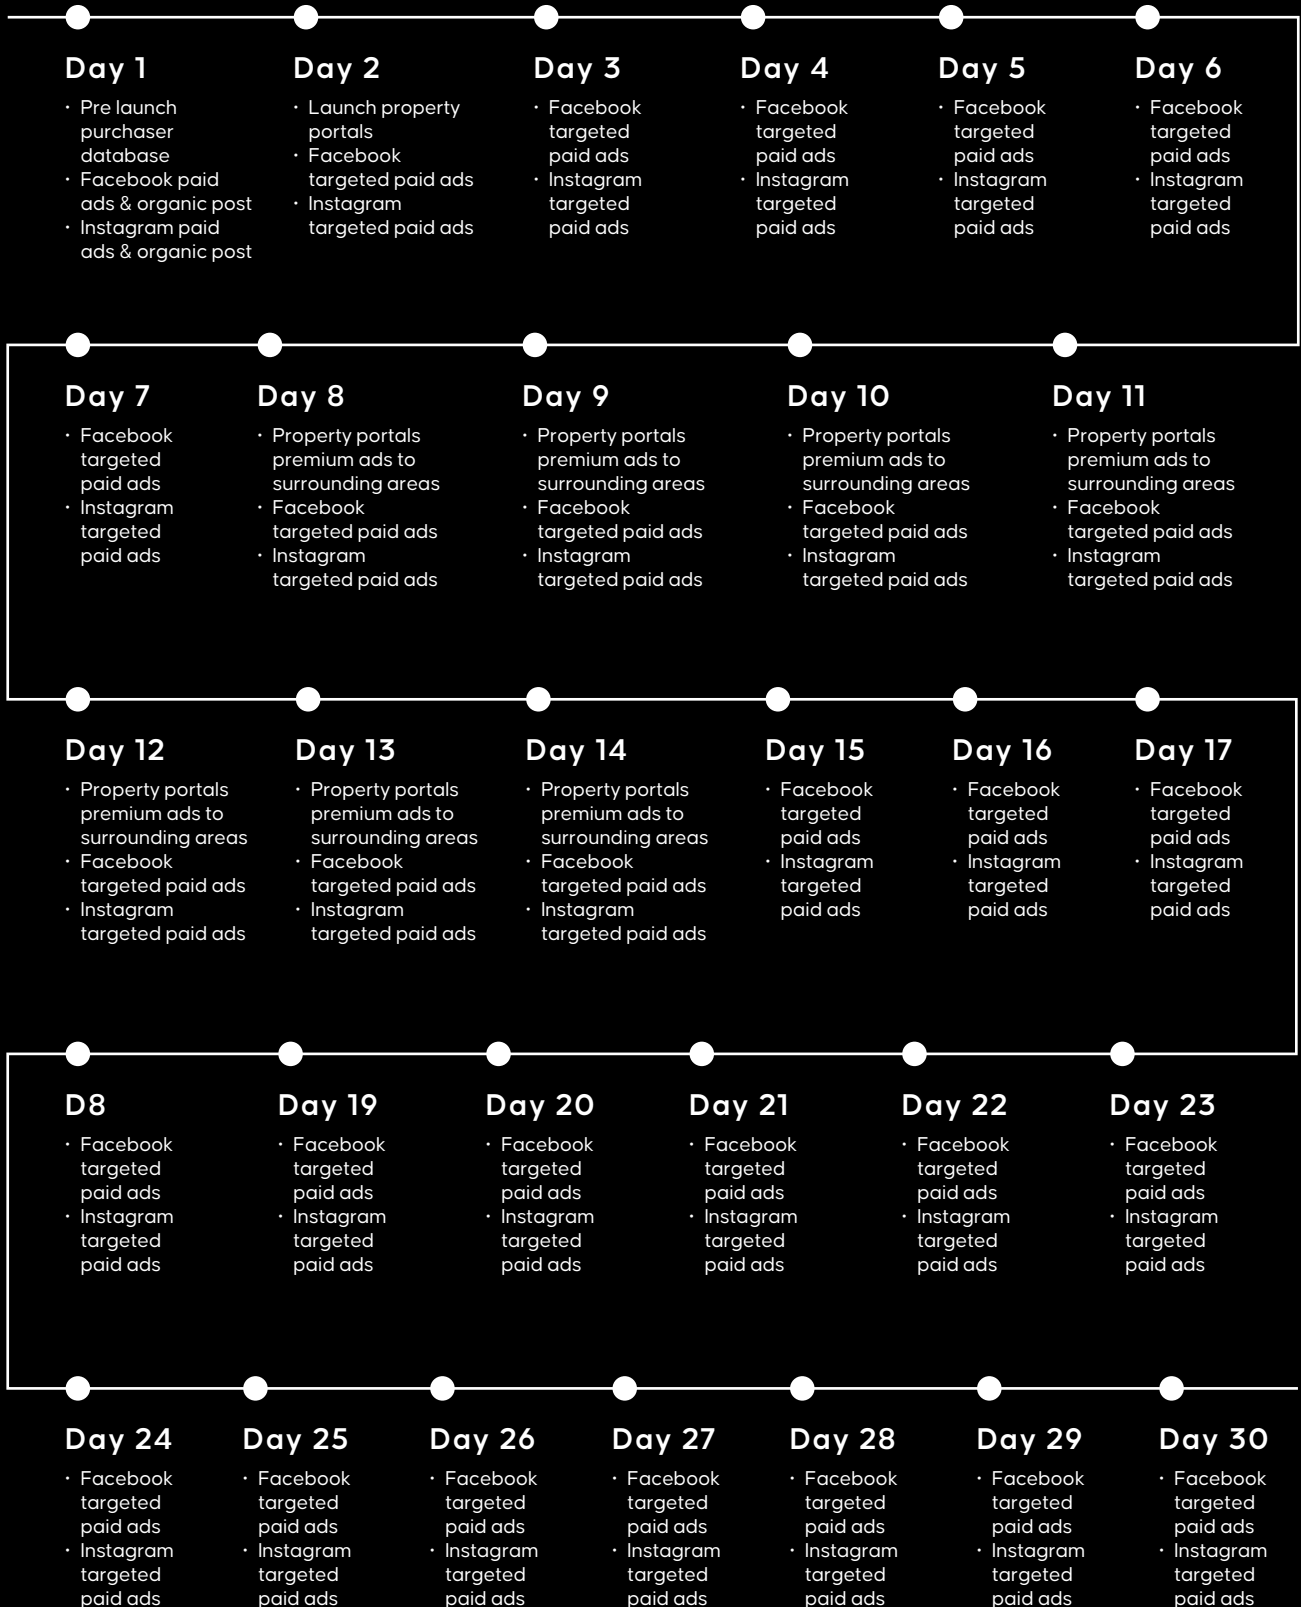 Day 1
· Pre launch
purchaser
database
· Facebook paid
ads & organic post
· Instagram paid
ads & organic post
Day 2
· Launch property
portals
· Facebook
targeted paid ads
· Instagram
targeted paid ads
Day 3
· Facebook
targeted
paid ads
· Instagram
targeted
paid ads
Day 4
· Facebook
targeted
paid ads
· Instagram
targeted
paid ads
Day 5
· Facebook
targeted
paid ads
· Instagram
targeted
paid ads
Day 6
· Facebook
targeted
paid ads
· Instagram
targeted
paid ads
Day 7
· Facebook
targeted
paid ads
· Instagram
targeted
paid ads
Day 8
· Property portals
premium ads to
surrounding areas
· Facebook
targeted paid ads
· Instagram
targeted paid ads
Day 9
· Property portals
premium ads to
surrounding areas
· Facebook
targeted paid ads
· Instagram
targeted paid ads
Day 10
· Property portals
premium ads to
surrounding areas
· Facebook
targeted paid ads
· Instagram
targeted paid ads
Day 11
· Property portals
premium ads to
surrounding areas
· Facebook
targeted paid ads
· Instagram
targeted paid ads
Day 12
· Property portals
premium ads to
surrounding areas
· Facebook
targeted paid ads
· Instagram
targeted paid ads
Day 13
· Property portals
premium ads to
surrounding areas
· Facebook
targeted paid ads
· Instagram
targeted paid ads
Day 14
· Property portals
premium ads to
surrounding areas
· Facebook
targeted paid ads
· Instagram
targeted paid ads
Day 15
· Facebook
targeted
paid ads
· Instagram
targeted
paid ads
Day 16
· Facebook
targeted
paid ads
· Instagram
targeted
paid ads
Day 17
· Facebook
targeted
paid ads
· Instagram
targeted
paid ads
D8
· Facebook
targeted
paid ads
· Instagram
targeted
paid ads
Day 19
· Facebook
targeted
paid ads
· Instagram
targeted
paid ads
Day 20
· Facebook
targeted
paid ads
· Instagram
targeted
paid ads
Day 21
· Facebook
targeted
paid ads
· Instagram
targeted
paid ads
Day 22
· Facebook
targeted
paid ads
· Instagram
targeted
paid ads
Day 23
· Facebook
targeted
paid ads
· Instagram
targeted
paid ads
Day 24
· Facebook
targeted
paid ads
· Instagram
targeted
paid ads
Day 25
· Facebook
targeted
paid ads
· Instagram
targeted
paid ads
Day 26
· Facebook
targeted
paid ads
· Instagram
targeted
paid ads
Day 27
· Facebook
targeted
paid ads
· Instagram
targeted
paid ads
Day 28
· Facebook
targeted
paid ads
· Instagram
targeted
paid ads
Day 29
· Facebook
targeted
paid ads
· Instagram
targeted
paid ads
Day 30
· Facebook
targeted
paid ads
· Instagram
targeted
paid ads